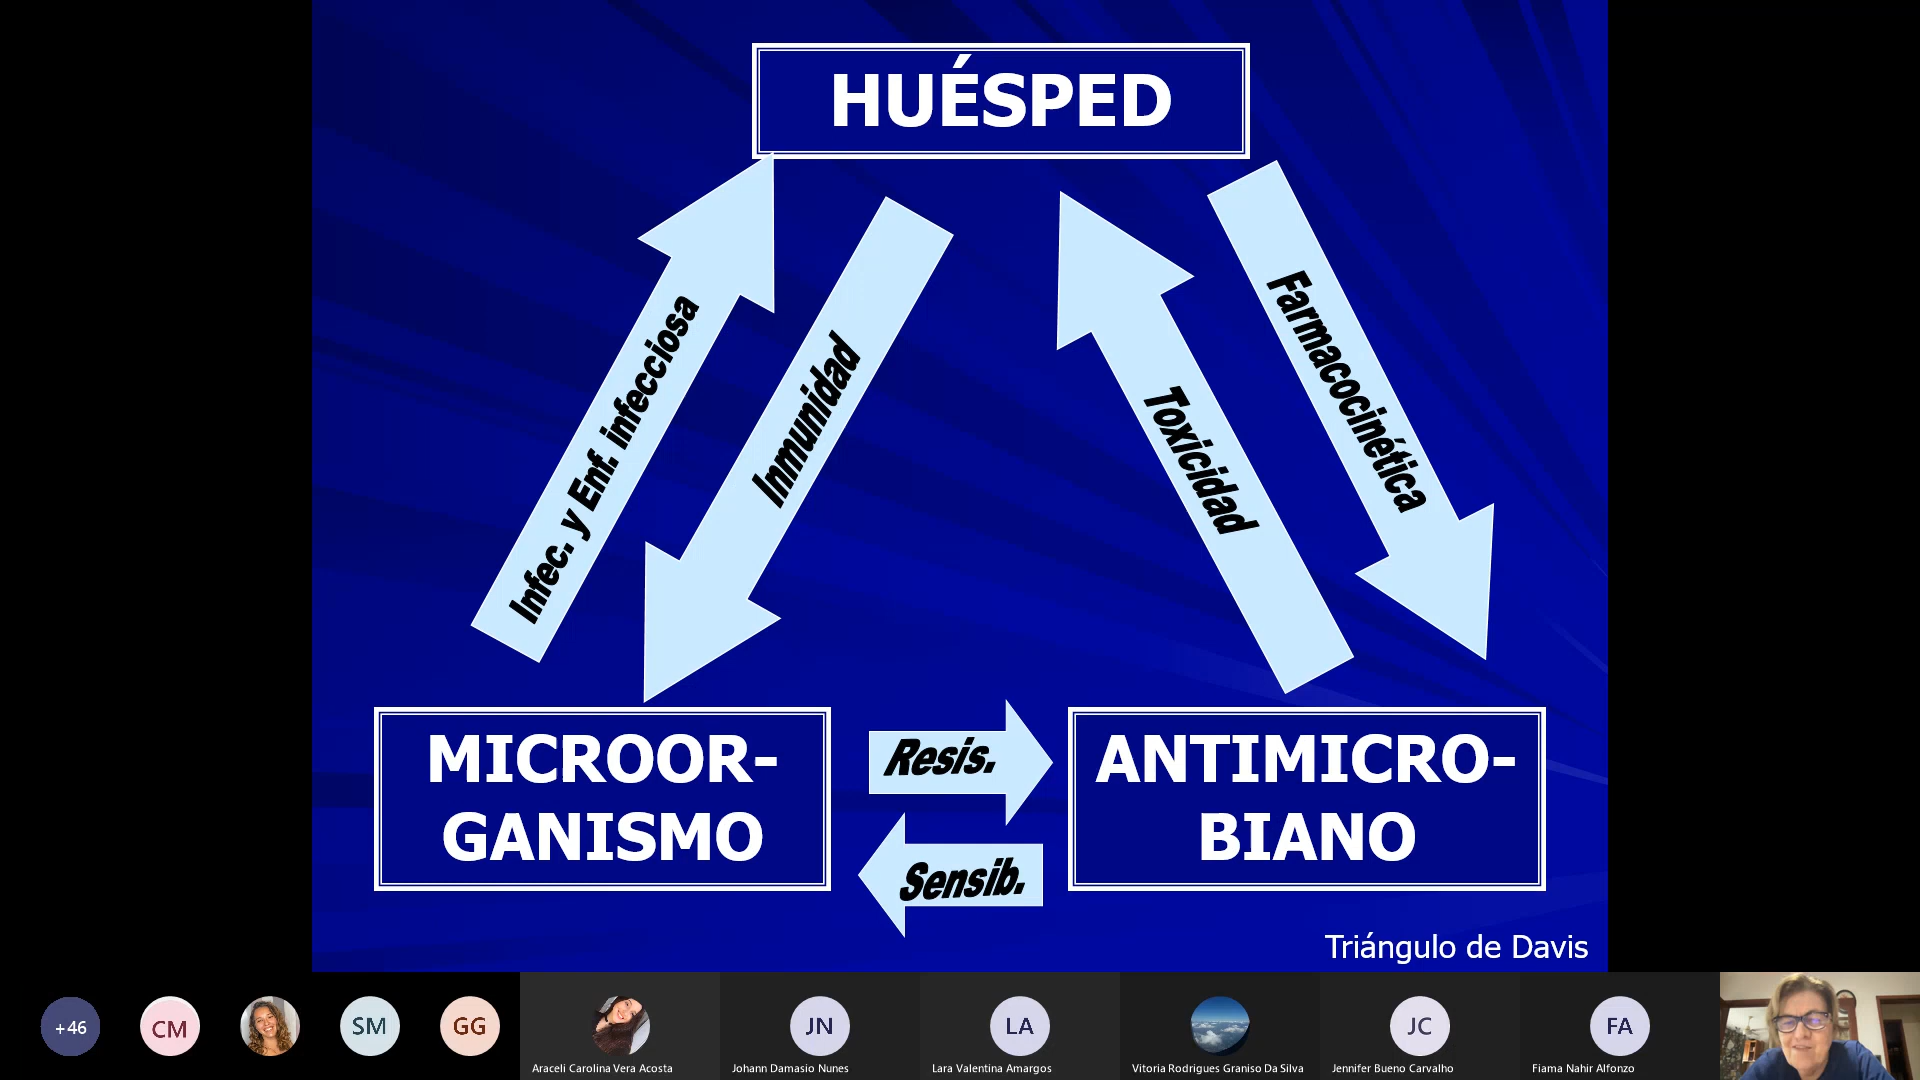 HUÉSPED
Infec. y Enf. infecciosa
Inmunidad
Toxicidad
Farmacocinética
MICROOR-
GANISMO
Resis.
Sensib.
ANTIMICRO-
BIANO
Triángulo de Davis
+46
CM
SM
GG
Araceli Carolina Vera Acosta
JN
Johann Damasio Nunes
LA
Lara Valentina Amargos
Vitoria Rodrigues Graniso Da Silva
JC
Jennifer Bueno Carvalho
FA
Fiama Nahir Alfonzo